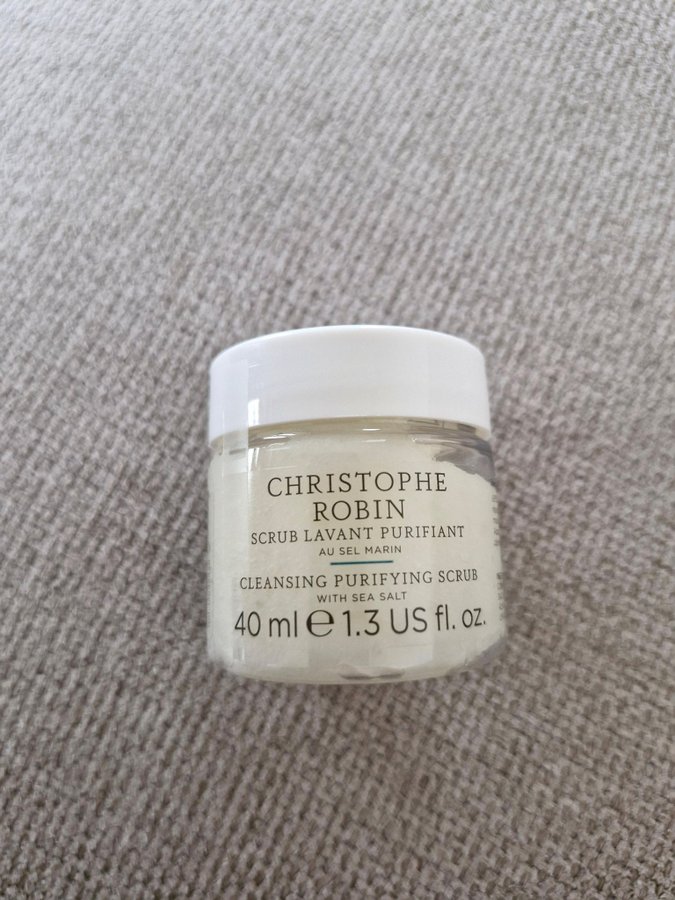 CHRISTOPHE
ROBIN
SCRUB LAVANT PURIFIANT
AU SEL MARIN
CLEANSING PURIFYING SCRUB
WITH SEA SALT
40 ml ℮ 1.3 US fl. oz.